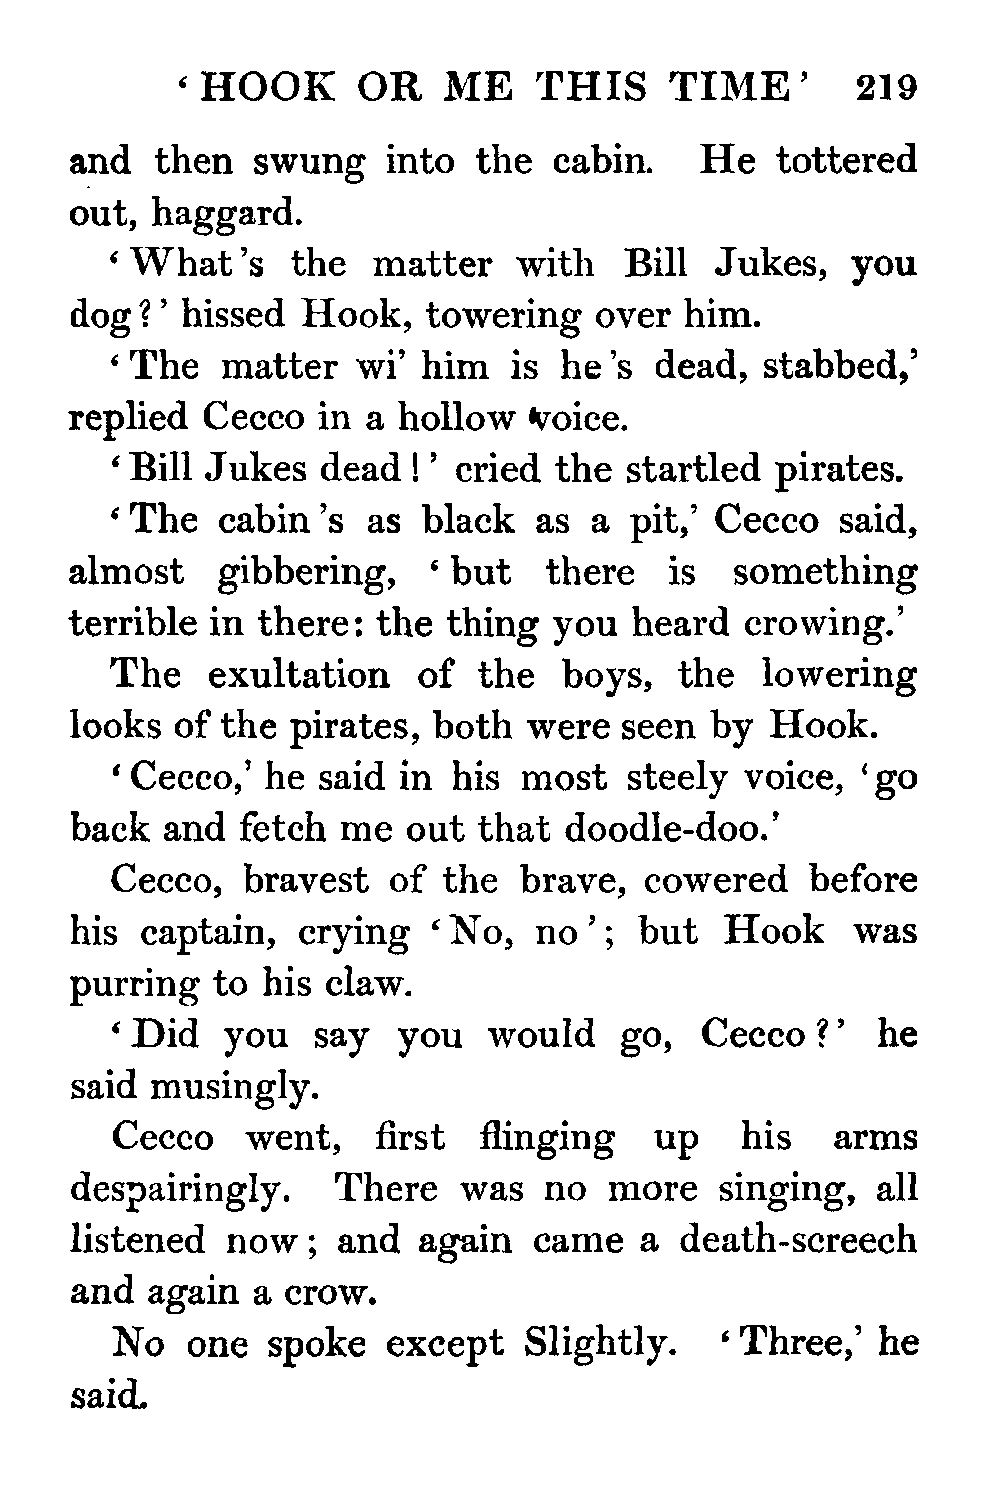 ‘ HOOK OR ME THIS TIME ’ 219
and then swung into the cabin. He tottered
out, haggard.
‘ What ’s the matter with Bill Jukes, you
dog ? ’ hissed Hook, towering over him.
‘ The matter wi’ him is he ’s dead, stabbed,’
replied Cecco in a hollow voice.
‘ Bill Jukes dead ! ’ cried the startled pirates.
‘ The cabin ’s as black as a pit,’ Cecco said,
almost gibbering, ‘ but there is something
terrible in there: the thing you heard crowing.’
The exultation of the boys, the lowering
looks of the pirates, both were seen by Hook.
‘ Cecco,’ he said in his most steely voice, ‘ go
back and fetch me out that doodle-doo.’
Cecco, bravest of the brave, cowered before
his captain, crying ‘ No, no ’ ; but Hook was
purring to his claw.
‘ Did you say you would go, Cecco ? ’ he
said musingly.
Cecco went, first flinging up his arms
despairingly. There was no more singing, all
listened now ; and again came a death-screech
and again a crow.
No one spoke except Slightly. ‘ Three,’ he
said.